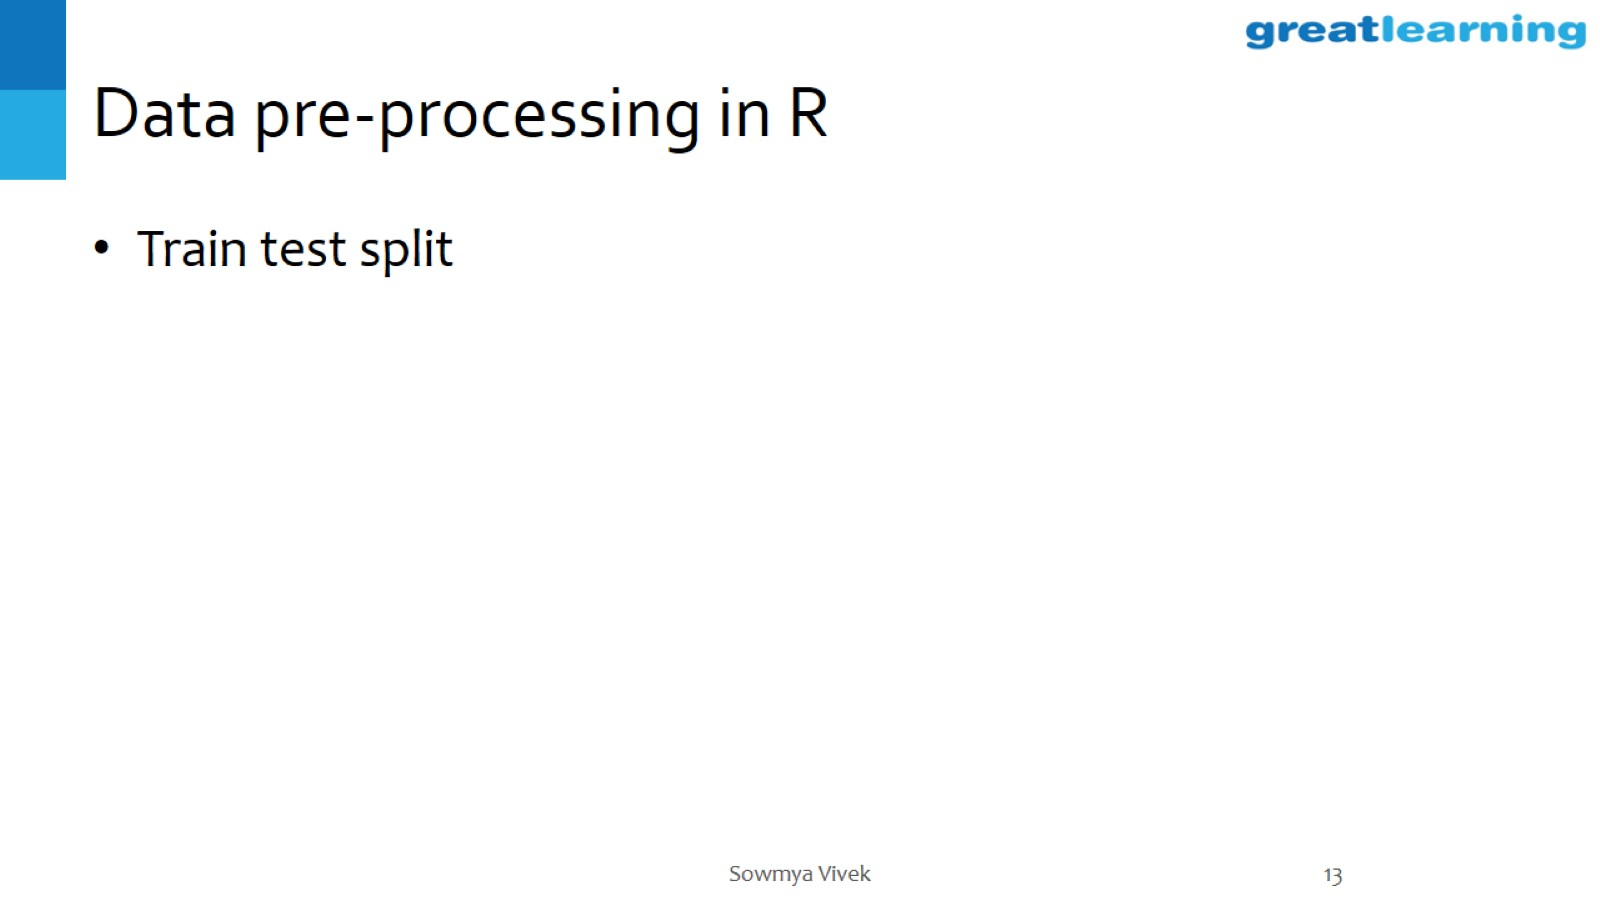 greatlearning
Data pre-processing in R
• Train test split
Sowmya Vivek
13